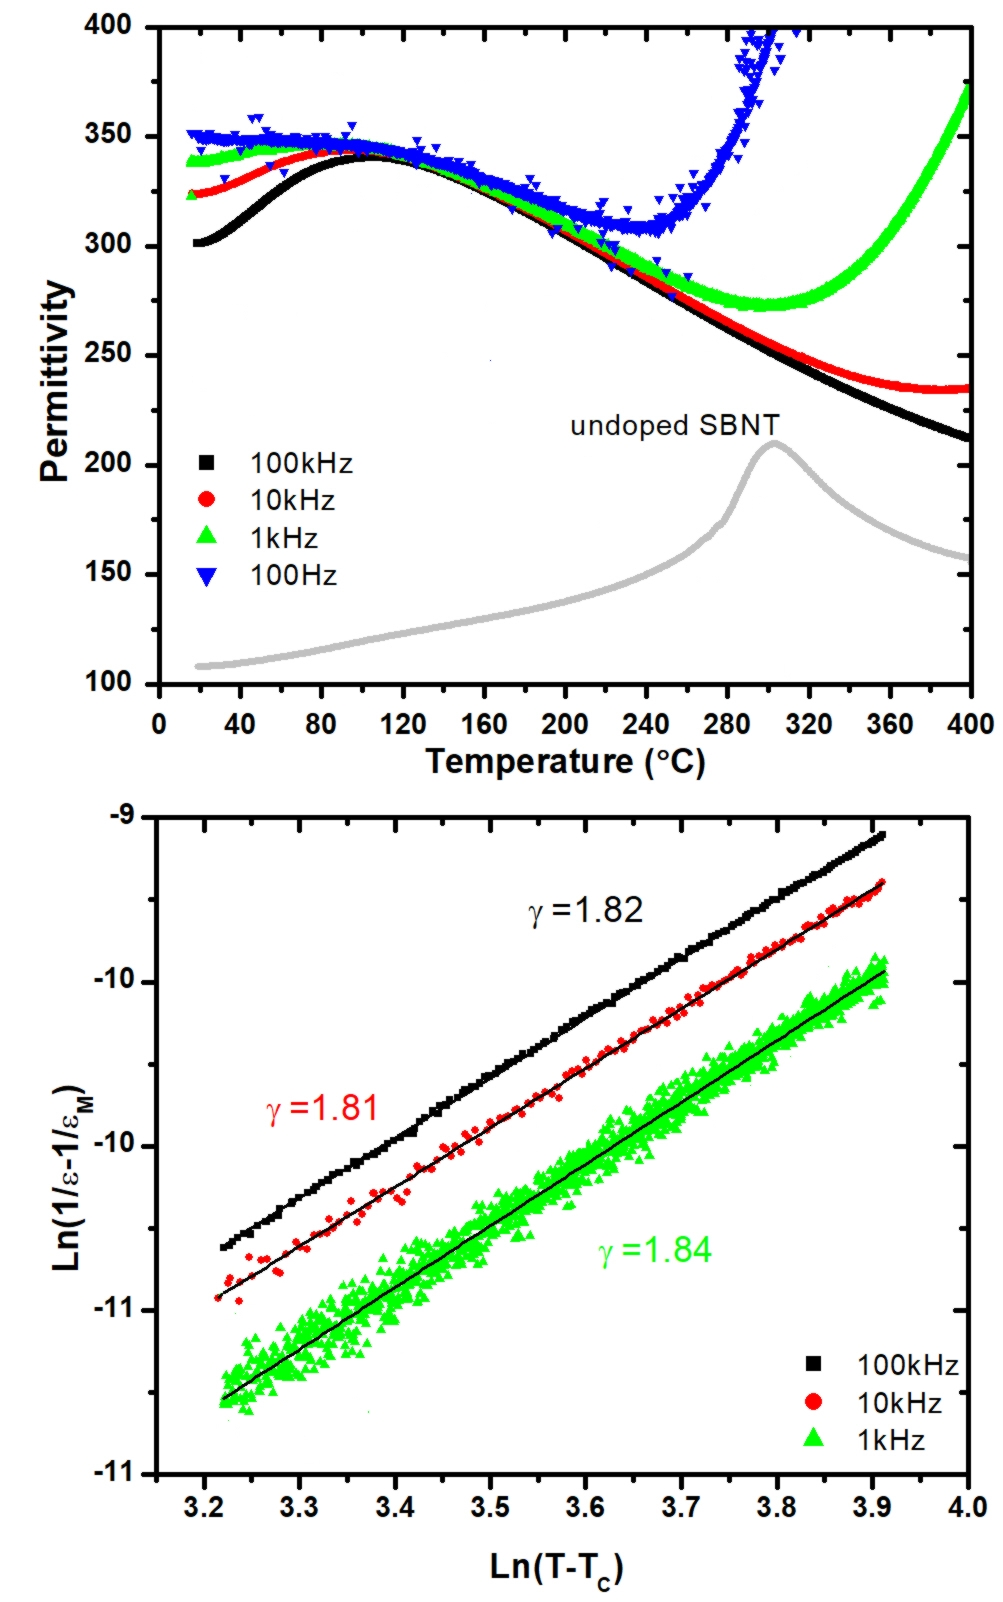 400
350
300
250
200
150
100
Permittivity
undoped SBNT
100kHz
10kHz
1kHz
100Hz
0 40 80 120 160 200 240 280 320 360 400
Temperature (°C)
-9
-10
-10
-11
-11
Ln(1/ε-1/ε_M)
γ =1.82
γ =1.81
γ =1.84
100kHz
10kHz
1kHz
3.2 3.3 3.4 3.5 3.6 3.7 3.8 3.9 4.0
Ln(T-T_C)